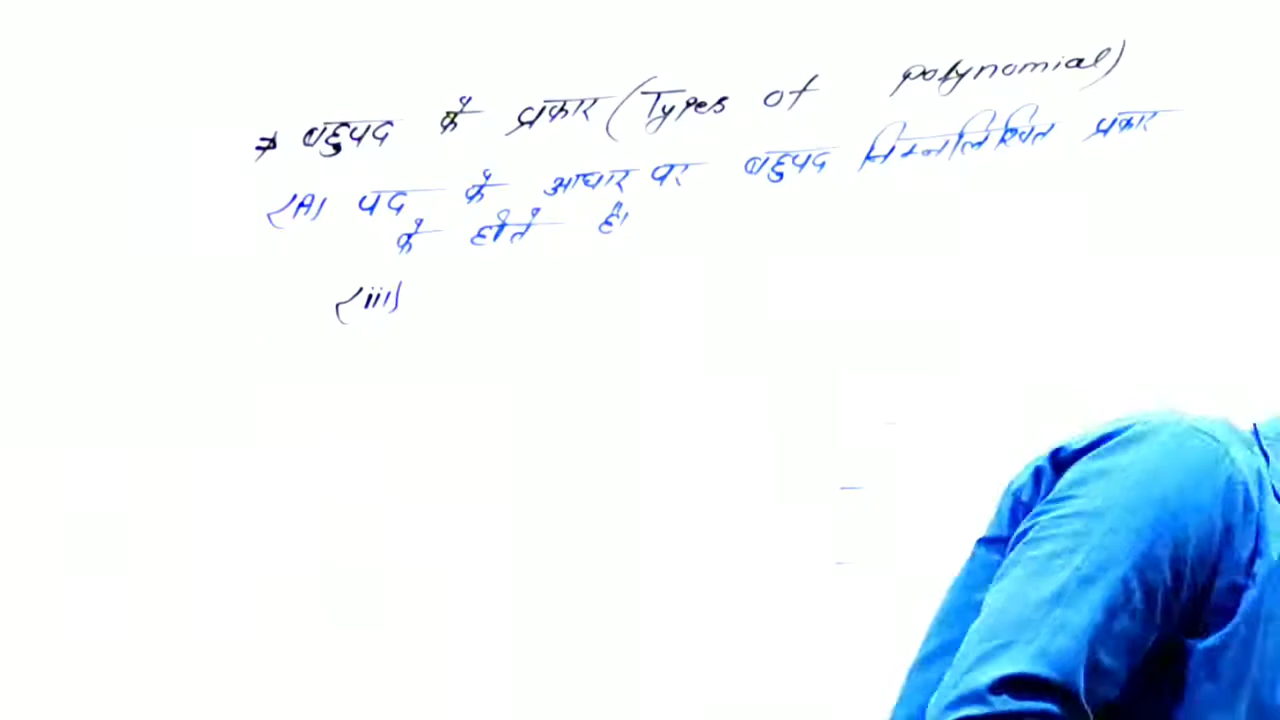 ⇒ बहुपद के प्रकार (Types of polynomial)
(A) पद के आधार पर बहुपद निम्नलिखित प्रकार
के होते है।
(iii)